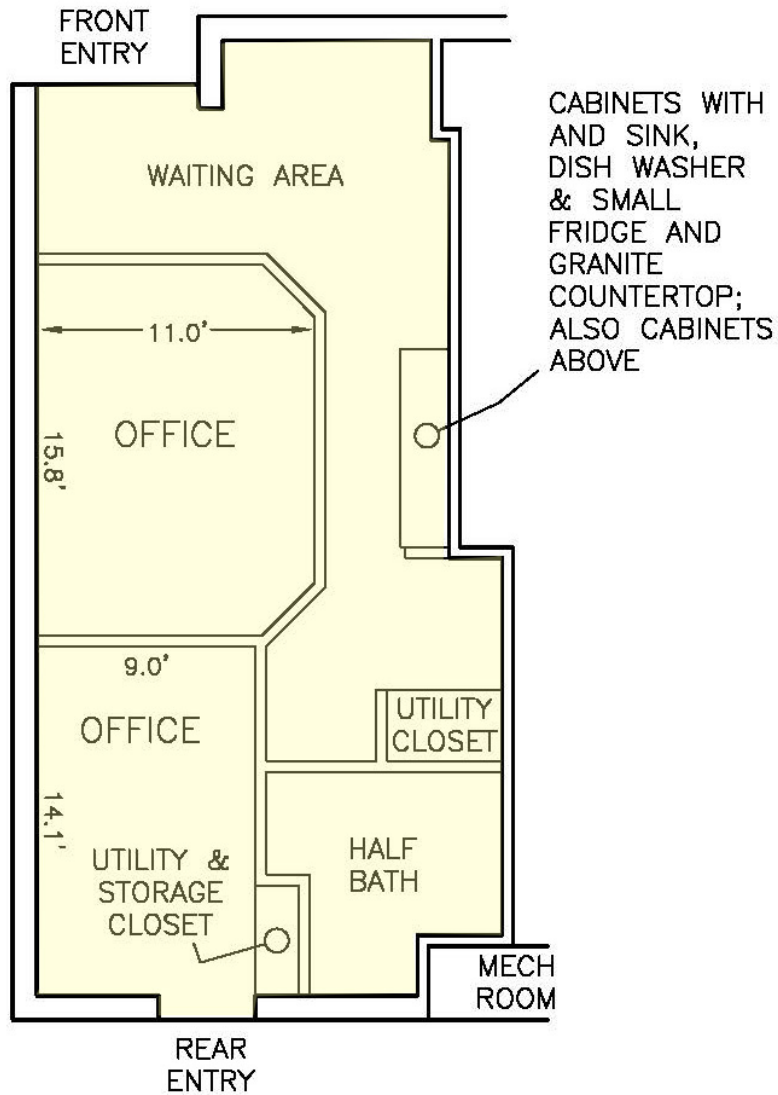 FRONT
ENTRY
CABINETS WITH
AND SINK,
DISH WASHER
& SMALL
FRIDGE AND
GRANITE
COUNTERTOP;
ALSO CABINETS
ABOVE
WAITING AREA
11.0'
OFFICE
15.8'
9.0'
OFFICE
14.1'
UTILITY
CLOSET
UTILITY &
STORAGE
CLOSET
HALF
BATH
MECH
ROOM
REAR
ENTRY